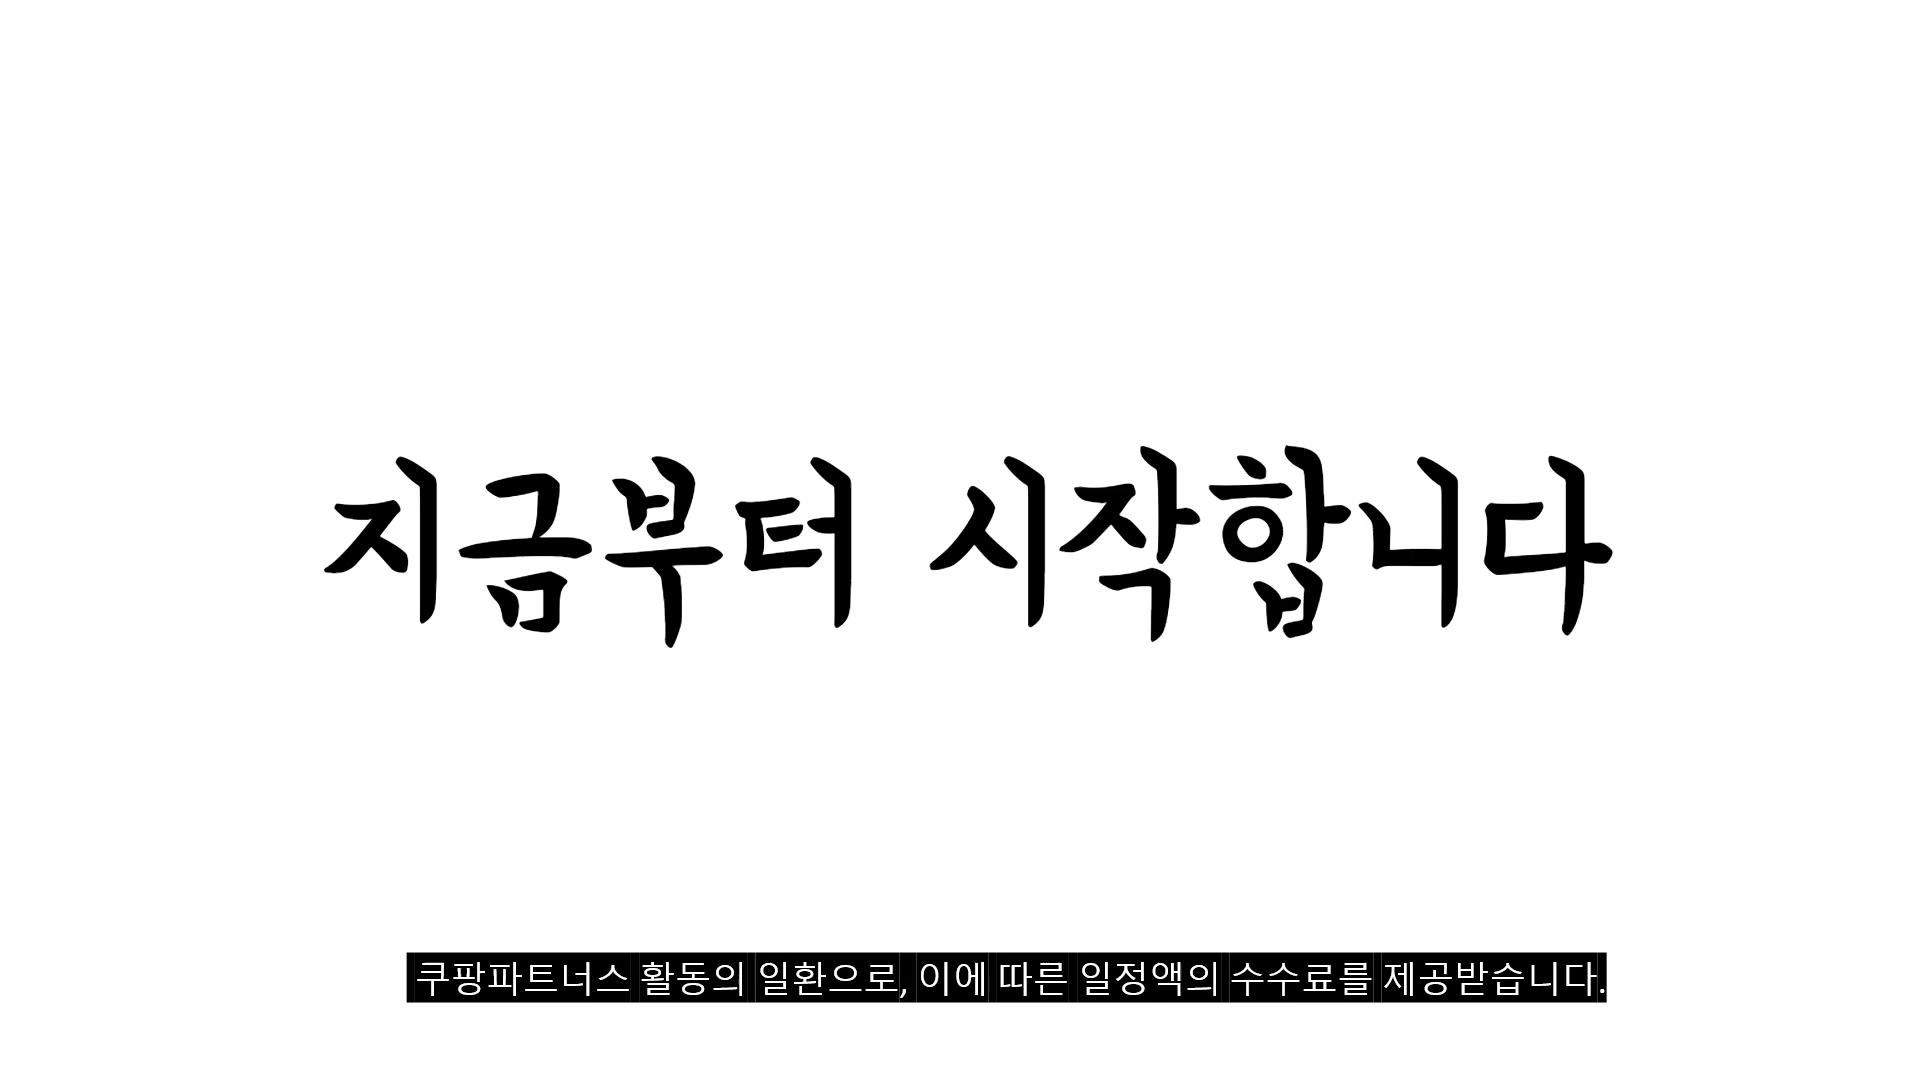 지금부터 시작합니다
쿠팡파트너스 활동의 일환으로, 이에 따른 일정액의 수수료를 제공받습니다.